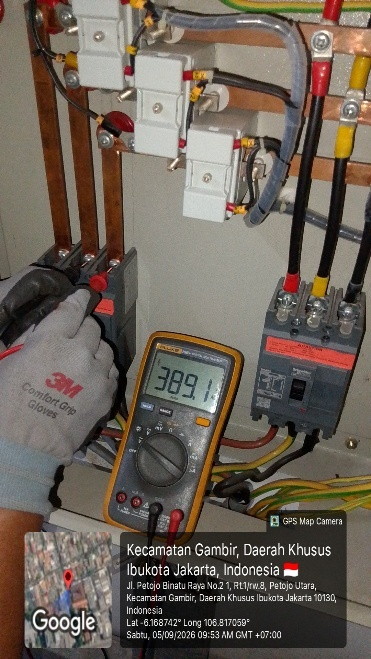 FLUKE
389.1
3M
Comfort Grip
Gloves
OFF
GPS Map Camera
Kecamatan Gambir, Daerah Khusus
Ibukota Jakarta, Indonesia 🇮🇩
Jl. Petojo Binatu Raya No.2 1, Rt.1/rw.8, Petojo Utara,
Kecamatan Gambir, Daerah Khusus Ibukota Jakarta 10130,
Indonesia
Lat -6.168742° Long 106.817059°
Sabtu, 05/09/2026 09:53 AM GMT +07:00
Google